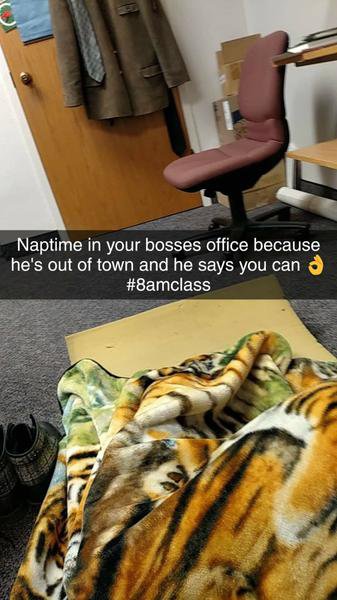 Naptime in your bosses office because
he's out of town and he says you can 👌
#8amclass